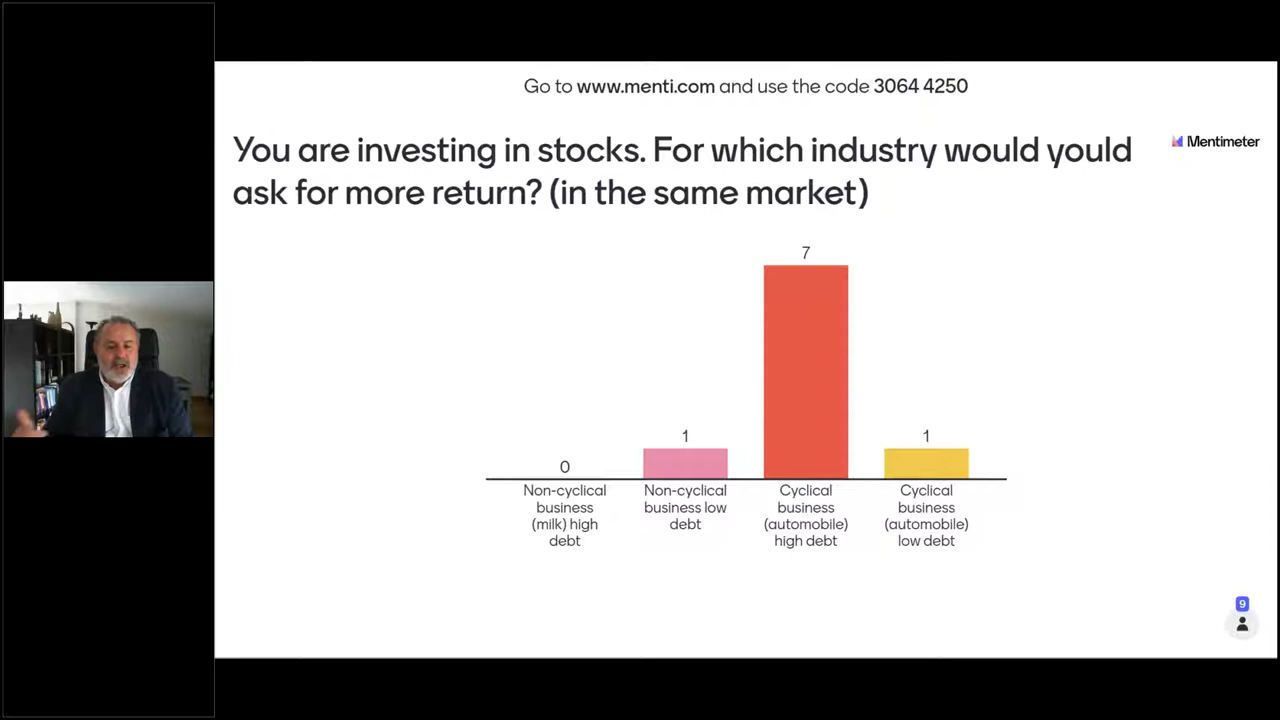 Go to www.menti.com and use the code 3064 4250
You are investing in stocks. For which industry would yould
ask for more return? (in the same market)
Mentimeter
7
1
1
0
Non-cyclical
business
(milk) high
debt
Non-cyclical
business low
debt
Cyclical
business
(automobile)
high debt
Cyclical
business
(automobile)
low debt
9